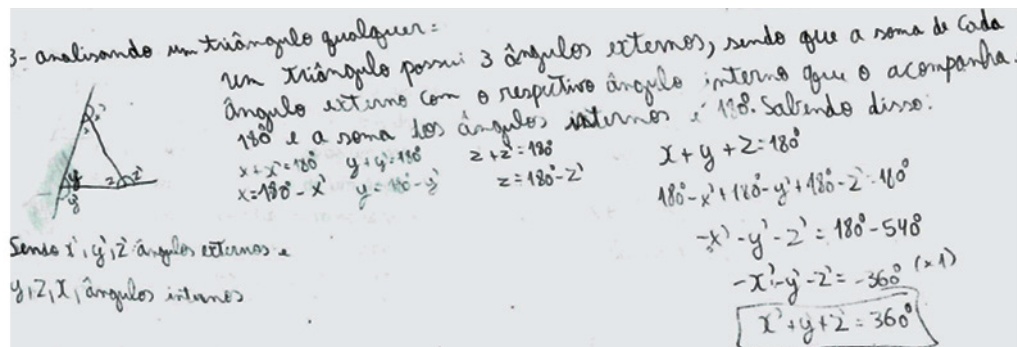 3- analisando um triângulo qualquer:
um triângulo possui 3 ângulos externos, sendo que a soma de cada
ângulo externo com o respectivo ângulo interno que o acompanha.
180° e a soma dos ângulos internos é 180°. Sabendo disso:
x+x'=180° y+y'=180 z+z'=180
x=180°-x' y=180°-y' z=180°-z'
x+y+z=180°
180°-x'+180°-y'+180°-z'=180°
-x'-y'-z'=180°-540°
-x'-y'-z'=-360° (x1)
x'+y+z=360°
x'
x
y
y'
z z'
Senso x', y', z' ângulos externos e
y, z, x, ângulos internos